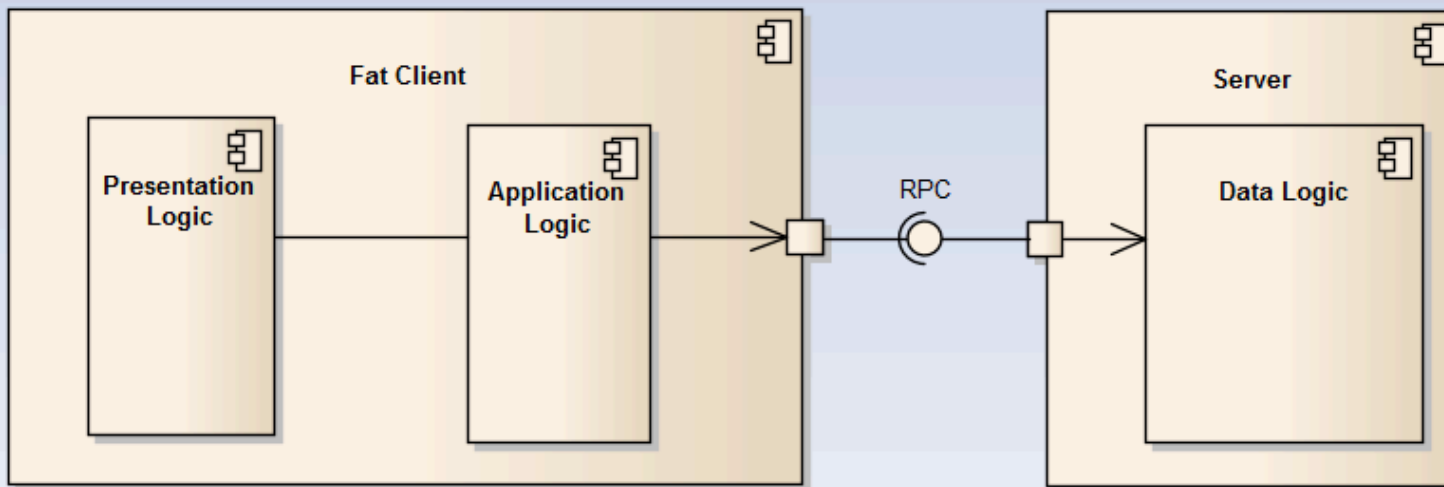 Fat Client
Presentation
Logic
Application
Logic
RPC
Server
Data Logic